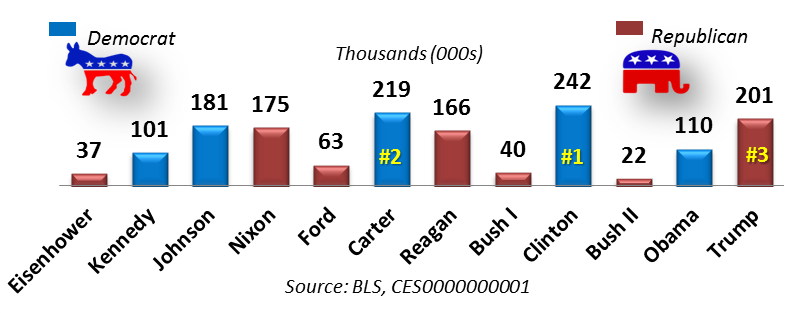 Democrat
Republican
Thousands (000s)
37
101
181
175
63
219
166
40
242
22
110
201
#2
#1
#3
Eisenhower
Kennedy
Johnson
Nixon
Ford
Carter
Reagan
Bush I
Clinton
Bush II
Obama
Trump
Source: BLS, CES0000000001